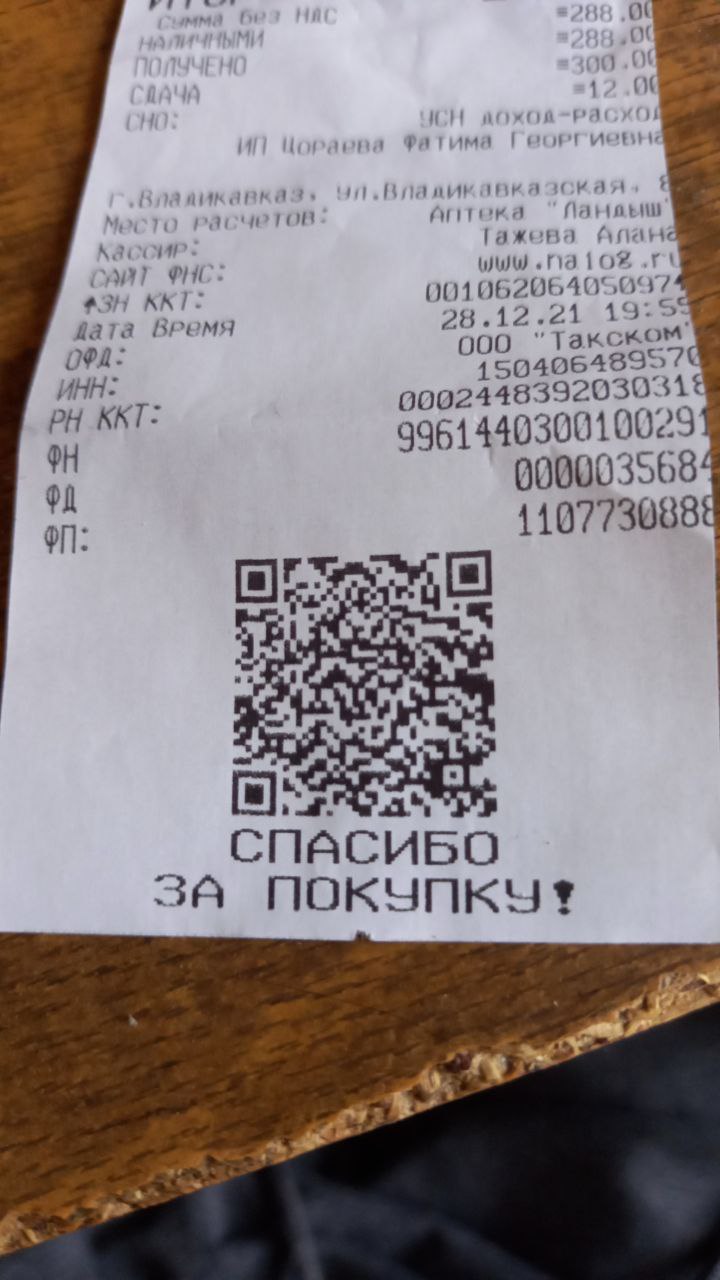 ИТОГ
Сумма без НДС =288.00
НАЛИЧНЫМИ =288.00
ПОЛУЧЕНО =300.00
СДАЧА =12.00
СНО: УСН доход-расход
ИП Цораева Фатима Георгиевна
г.Владикавказ, ул.Владикавказская,
Место расчетов: Аптека "Ландыш"
Кассир: Тажева Алана
САЙТ ФНС: www.nalog.ru
ЗН ККТ: 00106206405097
Дата Время 28.12.21 19:55
ОФД: ООО "Такском"
ИНН: 150406489570
РН ККТ: 000244839203031
ФН 9961440300100291
ФД 0000035684
ФП: 1107730888
СПАСИБО
ЗА ПОКУПКУ!